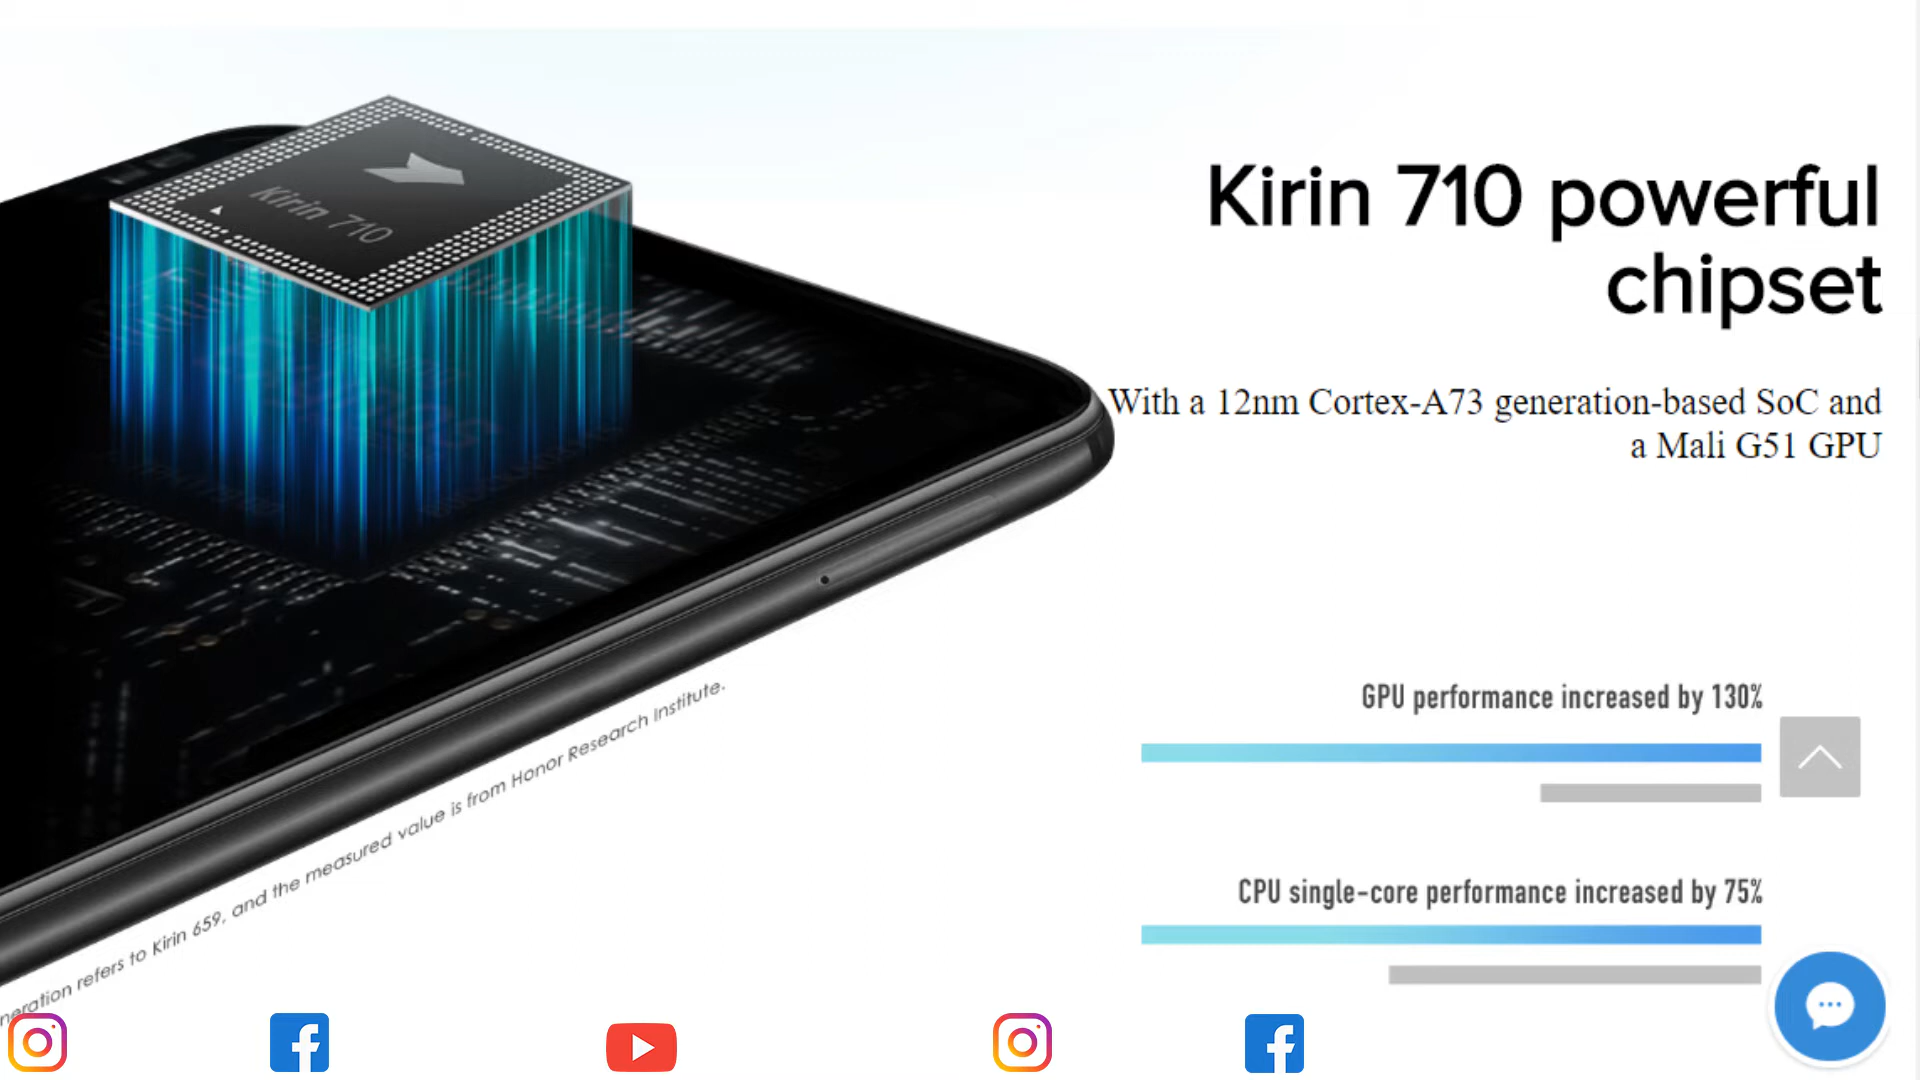 Kirin 710
Kirin 710 powerful
chipset
With a 12nm Cortex-A73 generation-based SoC and
a Mali G51 GPU
GPU performance increased by 130%
CPU single-core performance increased by 75%
refers to Kirin 659, and the measured value is from Honor Research Institute.